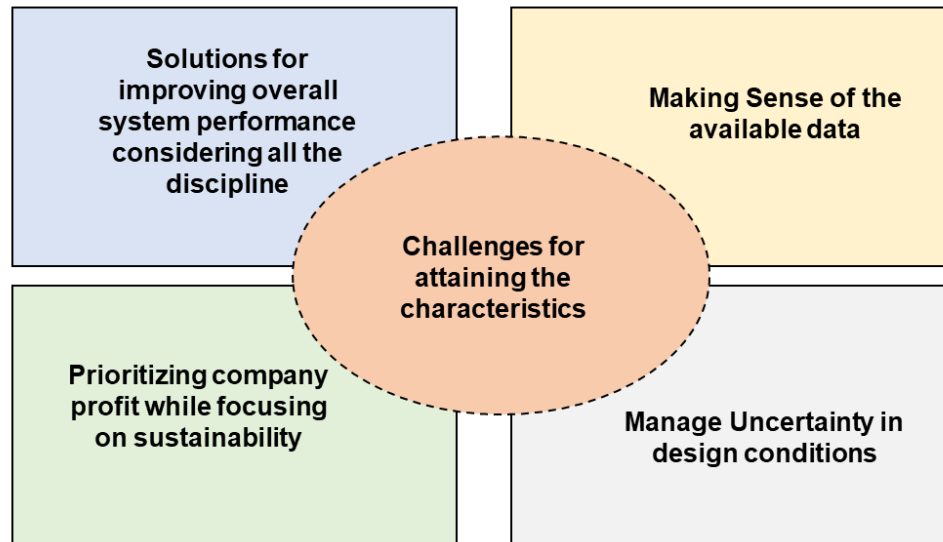 Solutions for
improving overall
system performance
considering all the
discipline
Making Sense of the
available data
Challenges for
attaining the
characteristics
Prioritizing company
profit while focusing
on sustainability
Manage Uncertainty in
design conditions